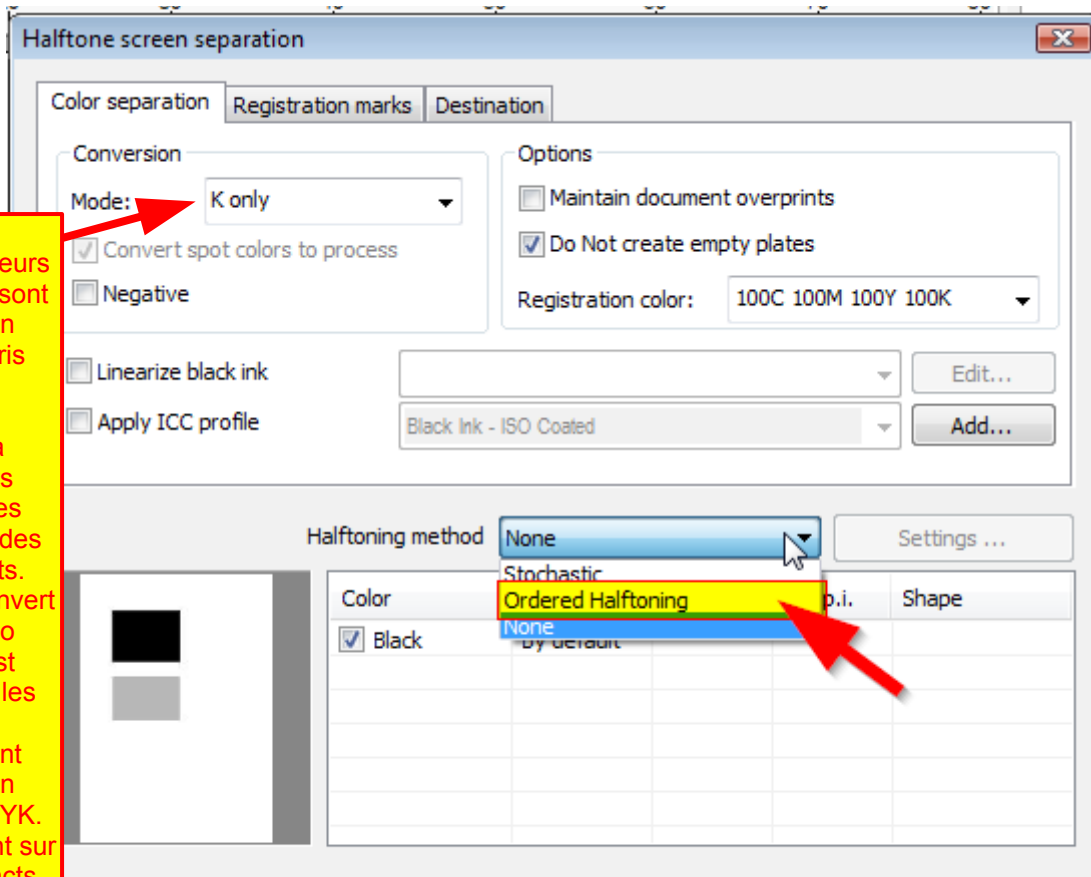 Halftone screen separation
Color separation
Registration marks
Destination
Conversion
Mode:
K only
Convert spot colors to process
Negative
Options
Maintain document overprints
Do Not create empty plates
Registration color:
100C 100M 100Y 100K
Linearize black ink
Edit...
Apply ICC profile
Black Ink - ISO Coated
Add...
Halftoning method
None
Settings ...
Stochastic
Ordered Halftoning
None
Color
p.i.
Shape
Black
By default
eurs
sont
n
ris
a
s
es
des
ts.
nvert
o
st
les
nt
n
YK.
nt sur